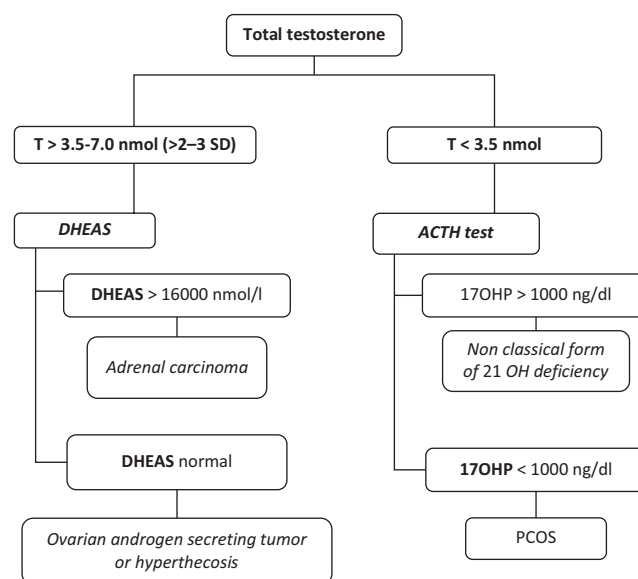 Total testosterone
T > 3.5-7.0 nmol (>2–3 SD)
T < 3.5 nmol
DHEAS
ACTH test
DHEAS > 16000 nmol/l
17OHP > 1000 ng/dl
Adrenal carcinoma
Non classical form
of 21 OH deficiency
DHEAS normal
17OHP < 1000 ng/dl
Ovarian androgen secreting tumor
or hyperthecosis
PCOS